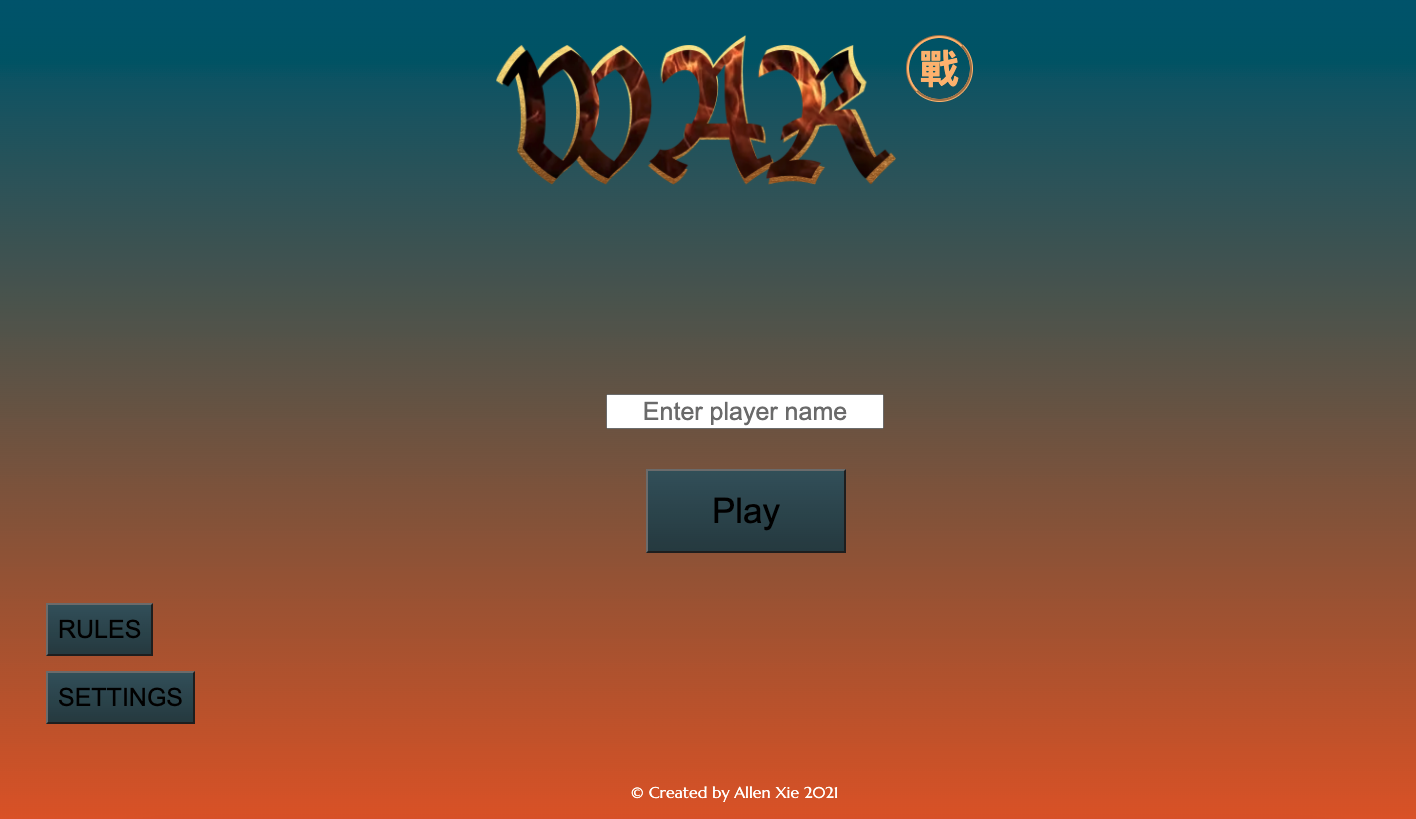 WAR
戰
Enter player name
Play
RULES
SETTINGS
© Created by Allen Xie 2021